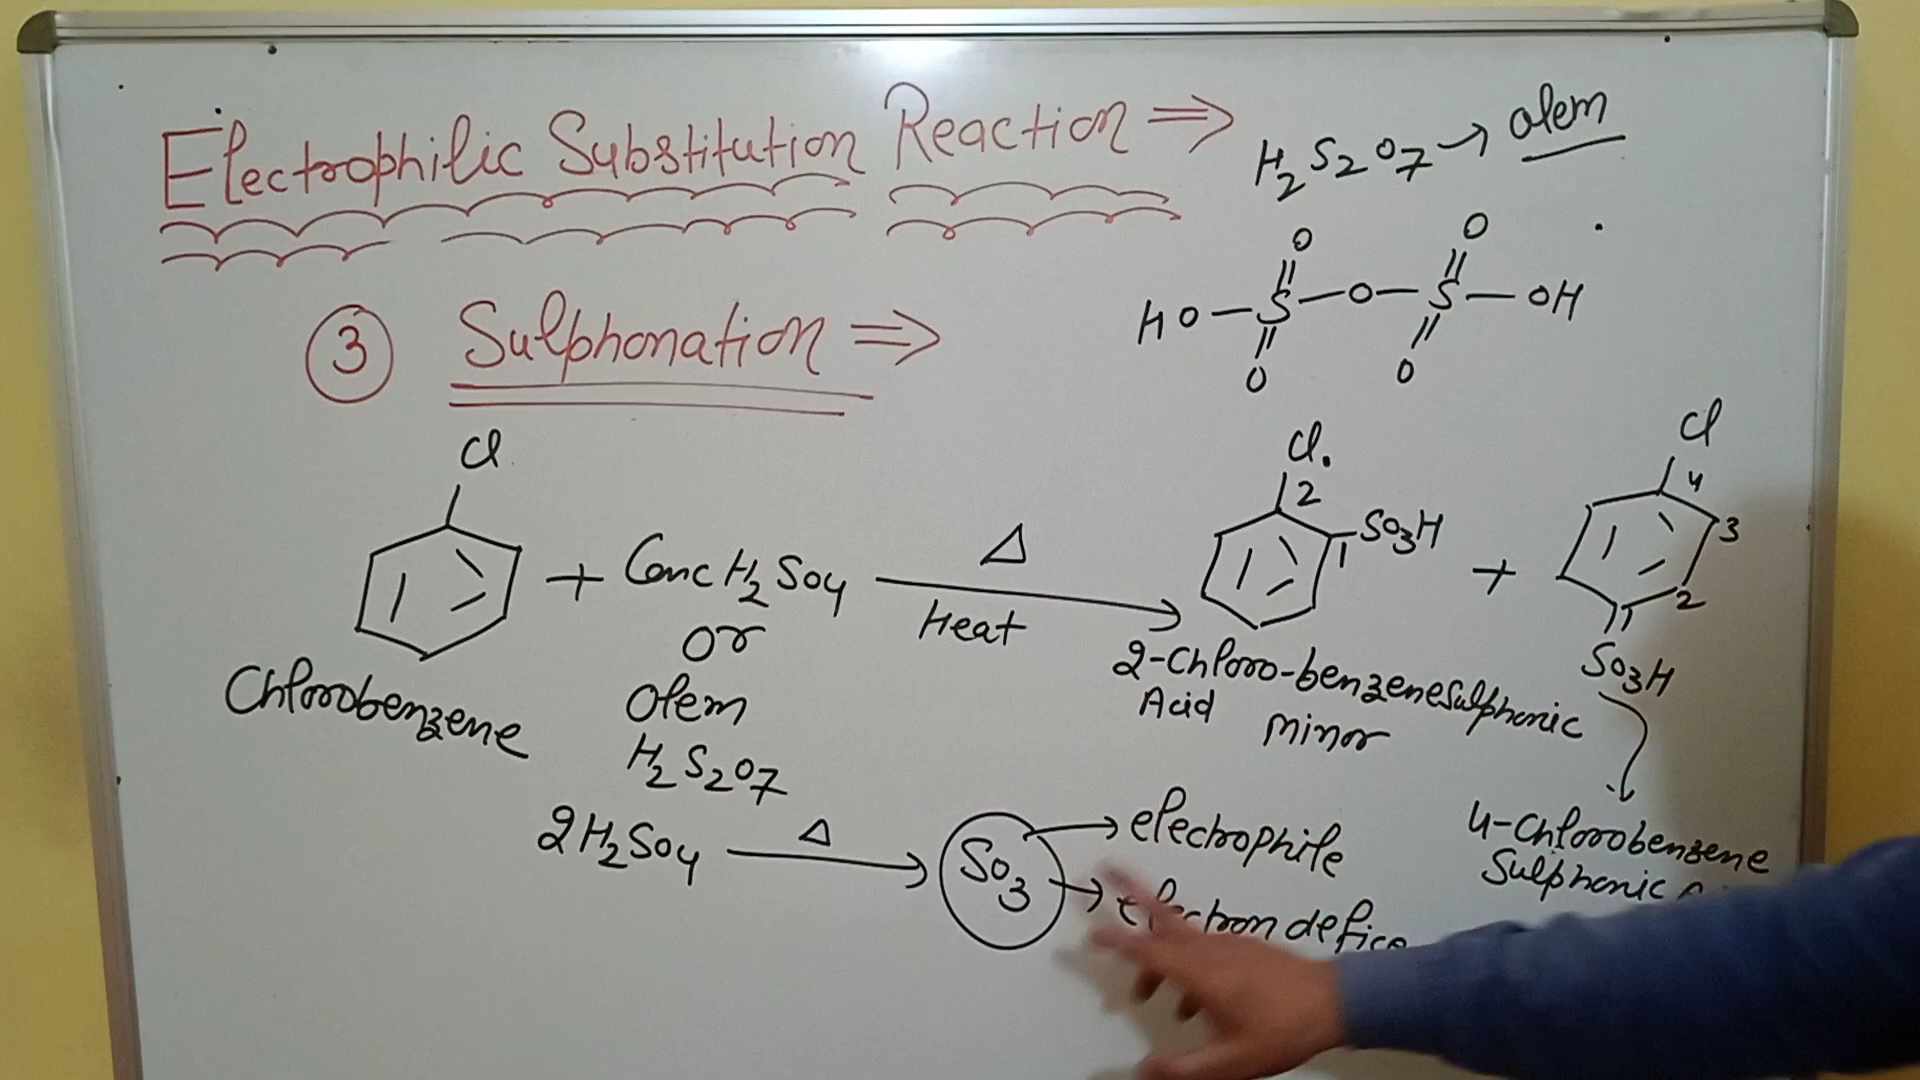 Electrophilic Substitution Reaction ⇒
H2S2O7 → olem
③ Sulphonation ⇒
O O
HO-S-O-S-OH
O O
Cl
Cl. 2 1 SO3H
Cl 4 3 2 1
+ Conc H2SO4 Δ Heat → +
Or
Olem
H2S2O7
Chlorobenzene
2-Chloro-benzenesulphonic
Acid minor
SO3H
2H2SO4 Δ → SO3 → electrophile
→ electron
4-Chlorobenzene
Sulphonic